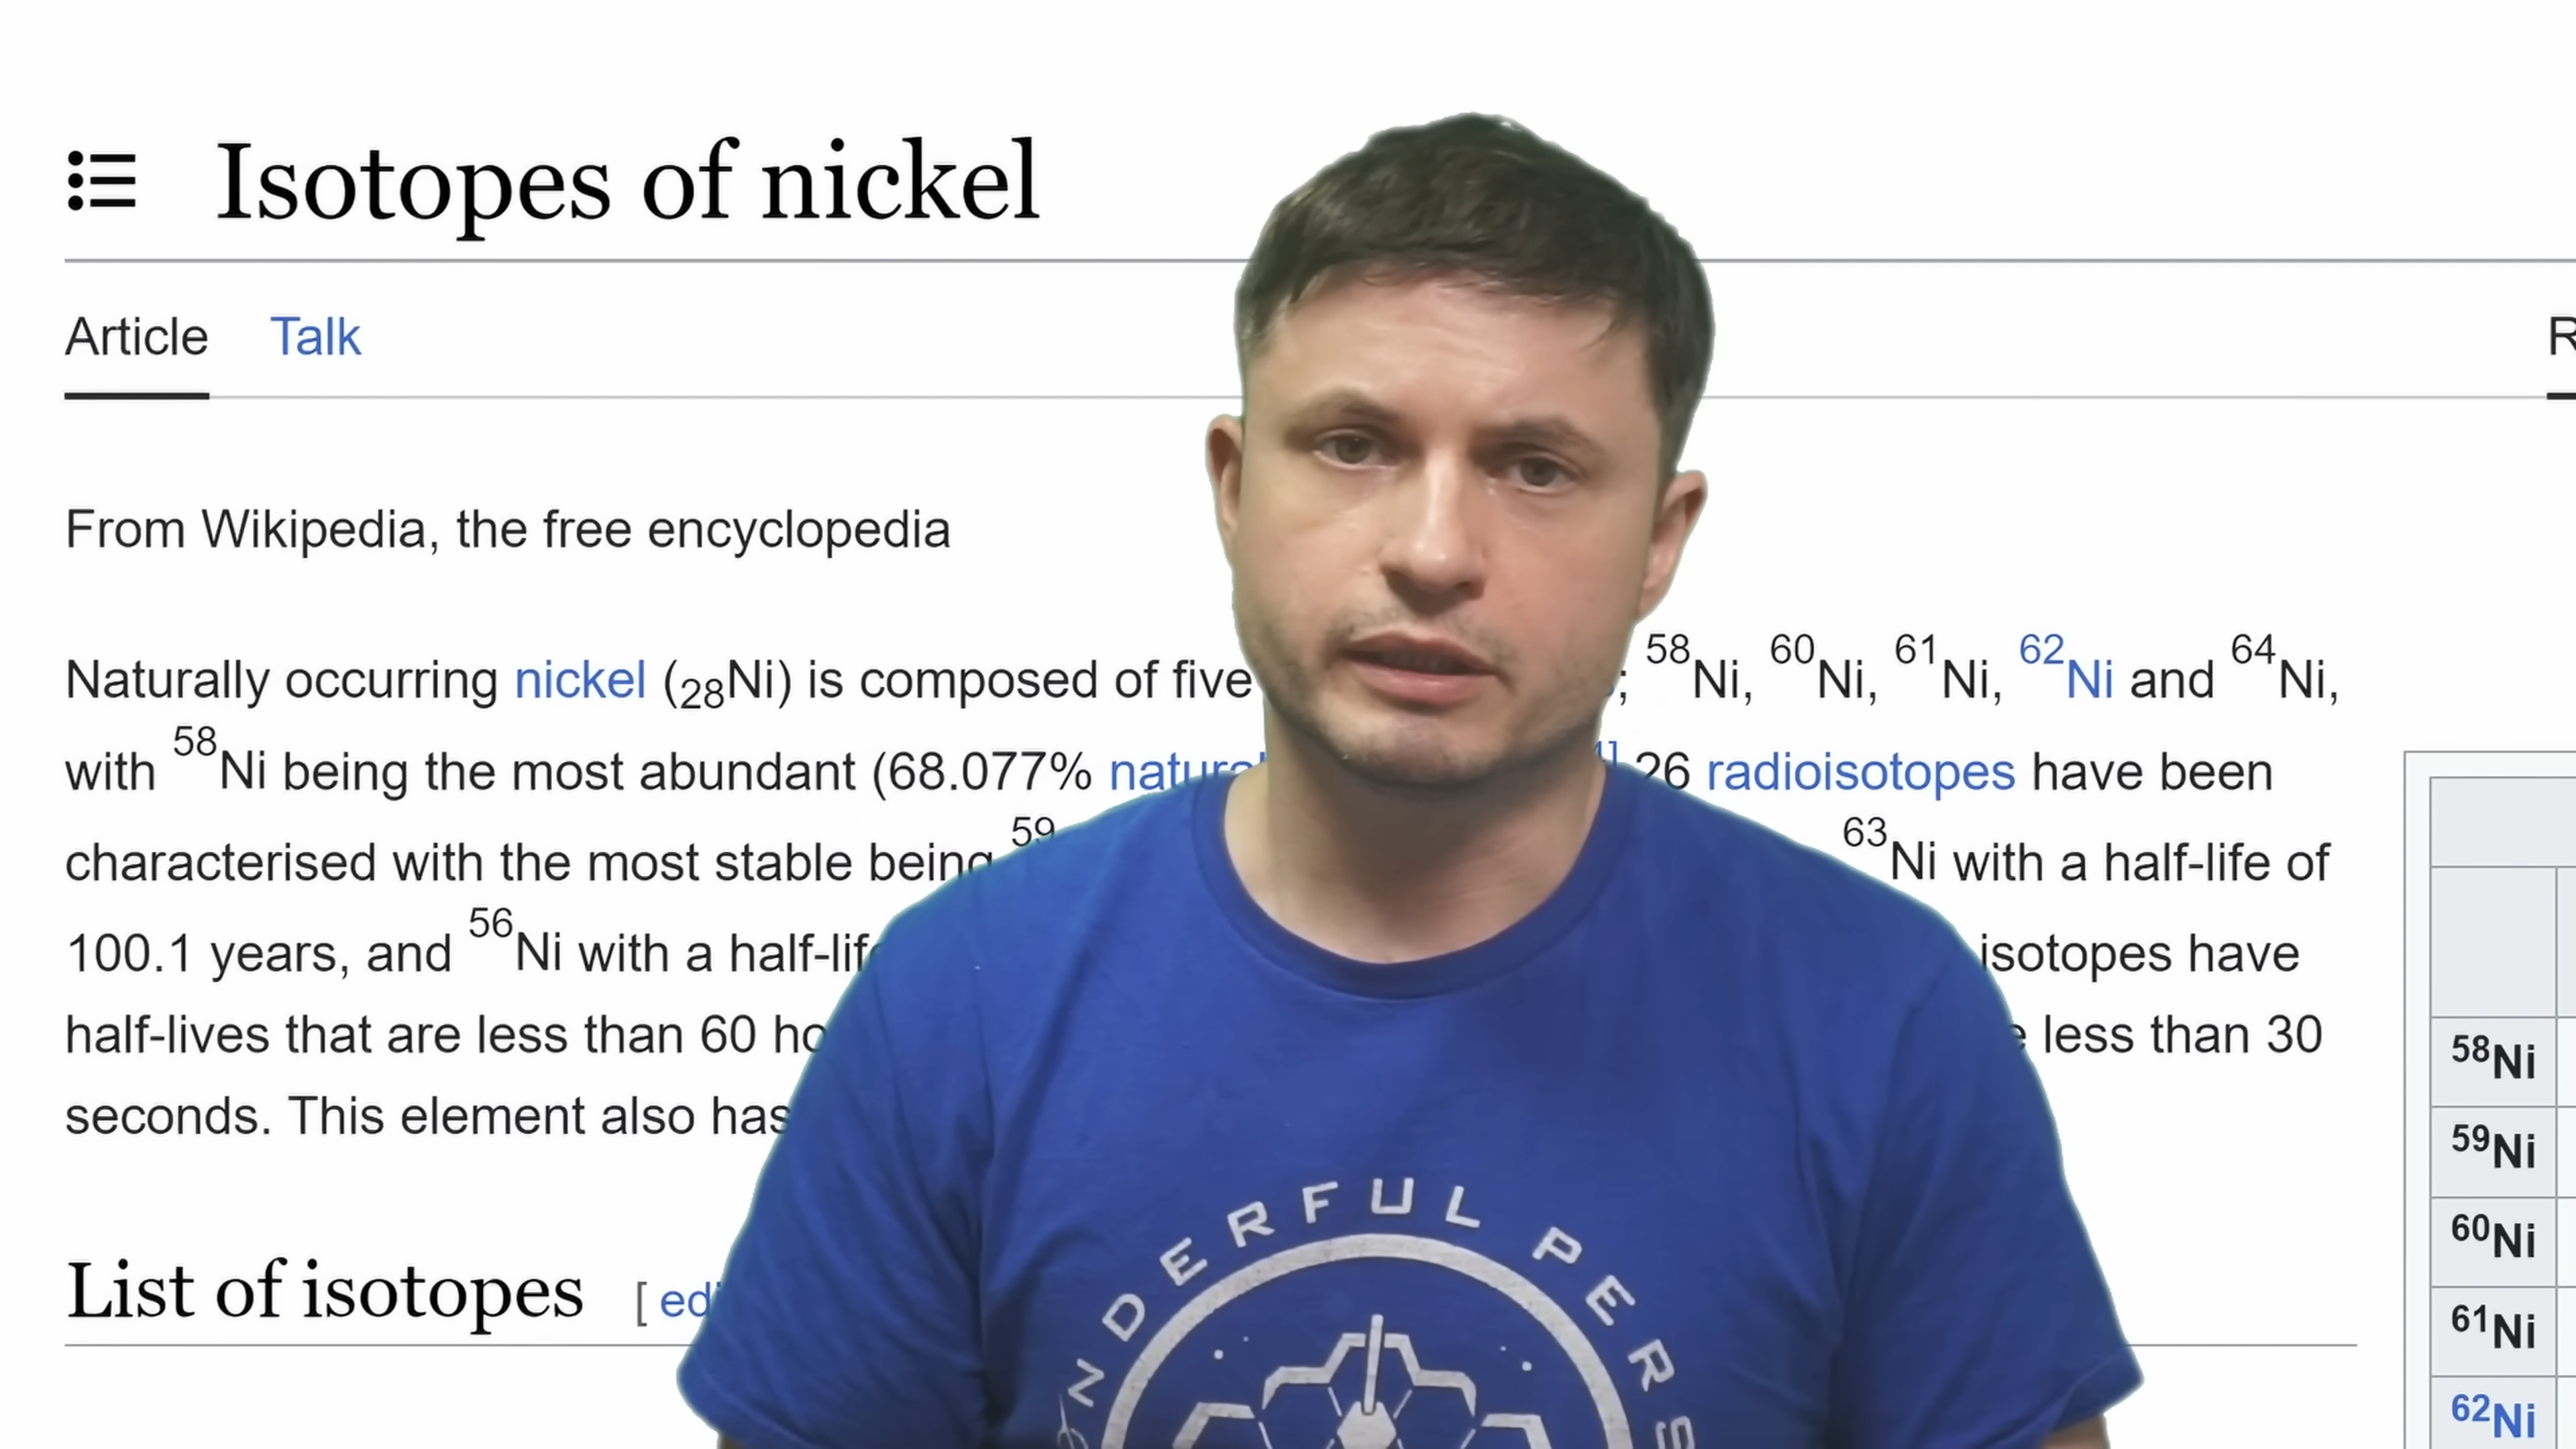 Isotopes of nickel
Article Talk
R
From Wikipedia, the free encyclopedia
Naturally occurring nickel (₂₈Ni) is composed of five ; ⁵⁸Ni, ⁶⁰Ni, ⁶¹Ni, ⁶²Ni and ⁶⁴Ni,
with ⁵⁸Ni being the most abundant (68.077% 26 radioisotopes have been
characterised with the most stable being ⁵⁹ ⁶³Ni with a half-life of
100.1 years, and ⁵⁶Ni with a isotopes have
half-lives that are less than 60 less than 30
seconds. This element also has
List of isotopes [
⁵⁸Ni
⁵⁹Ni
⁶⁰Ni
⁶¹Ni
⁶²Ni
ONDERFUL PERS